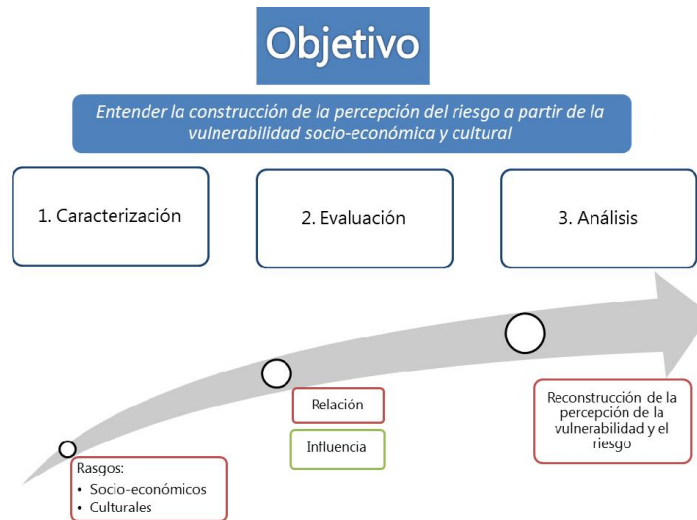 Objetivo
Entender la construcción de la percepción del riesgo a partir de la
vulnerabilidad socio-económica y cultural
1. Caracterización
2. Evaluación
3. Análisis
Relación
Influencia
Reconstrucción de la
percepción de la
vulnerabilidad y el
riesgo
Rasgos:
• Socio-económicos
• Culturales